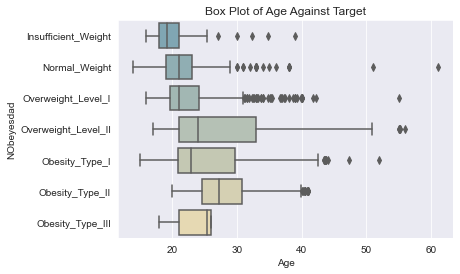 Box Plot of Age Against Target
NObeyesdad
Insufficient_Weight
Normal_Weight
Overweight_Level_I
Overweight_Level_II
Obesity_Type_I
Obesity_Type_II
Obesity_Type_III
20 30 40 50 60
Age